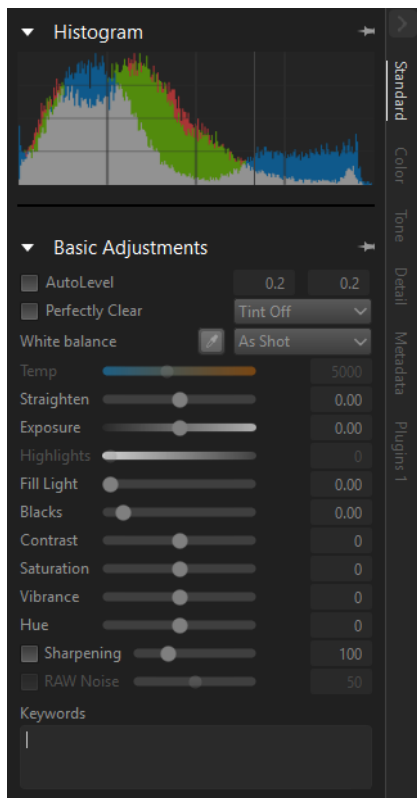 Histogram
Basic Adjustments
AutoLevel 0.2 0.2
Perfectly Clear Tint Off
White balance As Shot
Temp 5000
Straighten 0.00
Exposure 0.00
Highlights 0
Fill Light 0.00
Blacks 0.00
Contrast 0
Saturation 0
Vibrance 0
Hue 0
Sharpening 100
RAW Noise 50
Keywords
Standard
Color
Tone
Detail
Metadata
Plugins 1